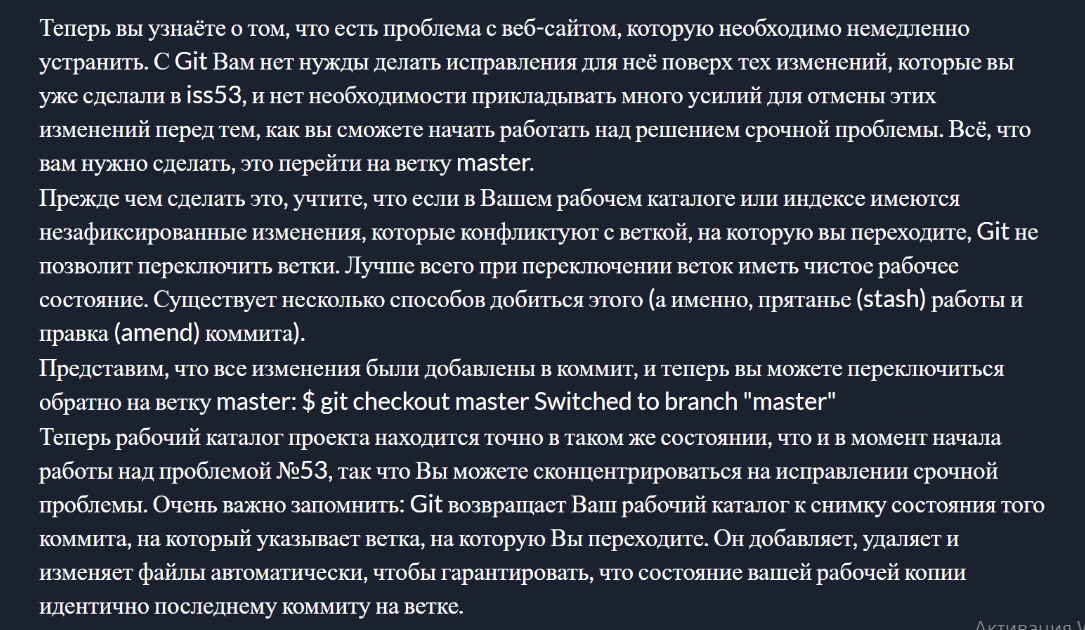 Теперь вы узнаёте о том, что есть проблема с веб-сайтом, которую необходимо немедленно
устранить. С Git Вам нет нужды делать исправления для неё поверх тех изменений, которые вы
уже сделали в iss53, и нет необходимости прикладывать много усилий для отмены этих
изменений перед тем, как вы сможете начать работать над решением срочной проблемы. Всё, что
вам нужно сделать, это перейти на ветку master.
Прежде чем сделать это, учтите, что если в Вашем рабочем каталоге или индексе имеются
незафиксированные изменения, которые конфликтуют с веткой, на которую вы переходите, Git не
позволит переключить ветки. Лучше всего при переключении веток иметь чистое рабочее
состояние. Существует несколько способов добиться этого (а именно, прятанье (stash) работы и
правка (amend) коммита).
Представим, что все изменения были добавлены в коммит, и теперь вы можете переключиться
обратно на ветку master: $ git checkout master Switched to branch "master"
Теперь рабочий каталог проекта находится точно в таком же состоянии, что и в момент начала
работы над проблемой №53, так что Вы можете сконцентрироваться на исправлении срочной
проблемы. Очень важно запомнить: Git возвращает Ваш рабочий каталог к снимку состояния того
коммита, на который указывает ветка, на которую Вы переходите. Он добавляет, удаляет и
изменяет файлы автоматически, чтобы гарантировать, что состояние вашей рабочей копии
идентично последнему коммиту на ветке.
Активация